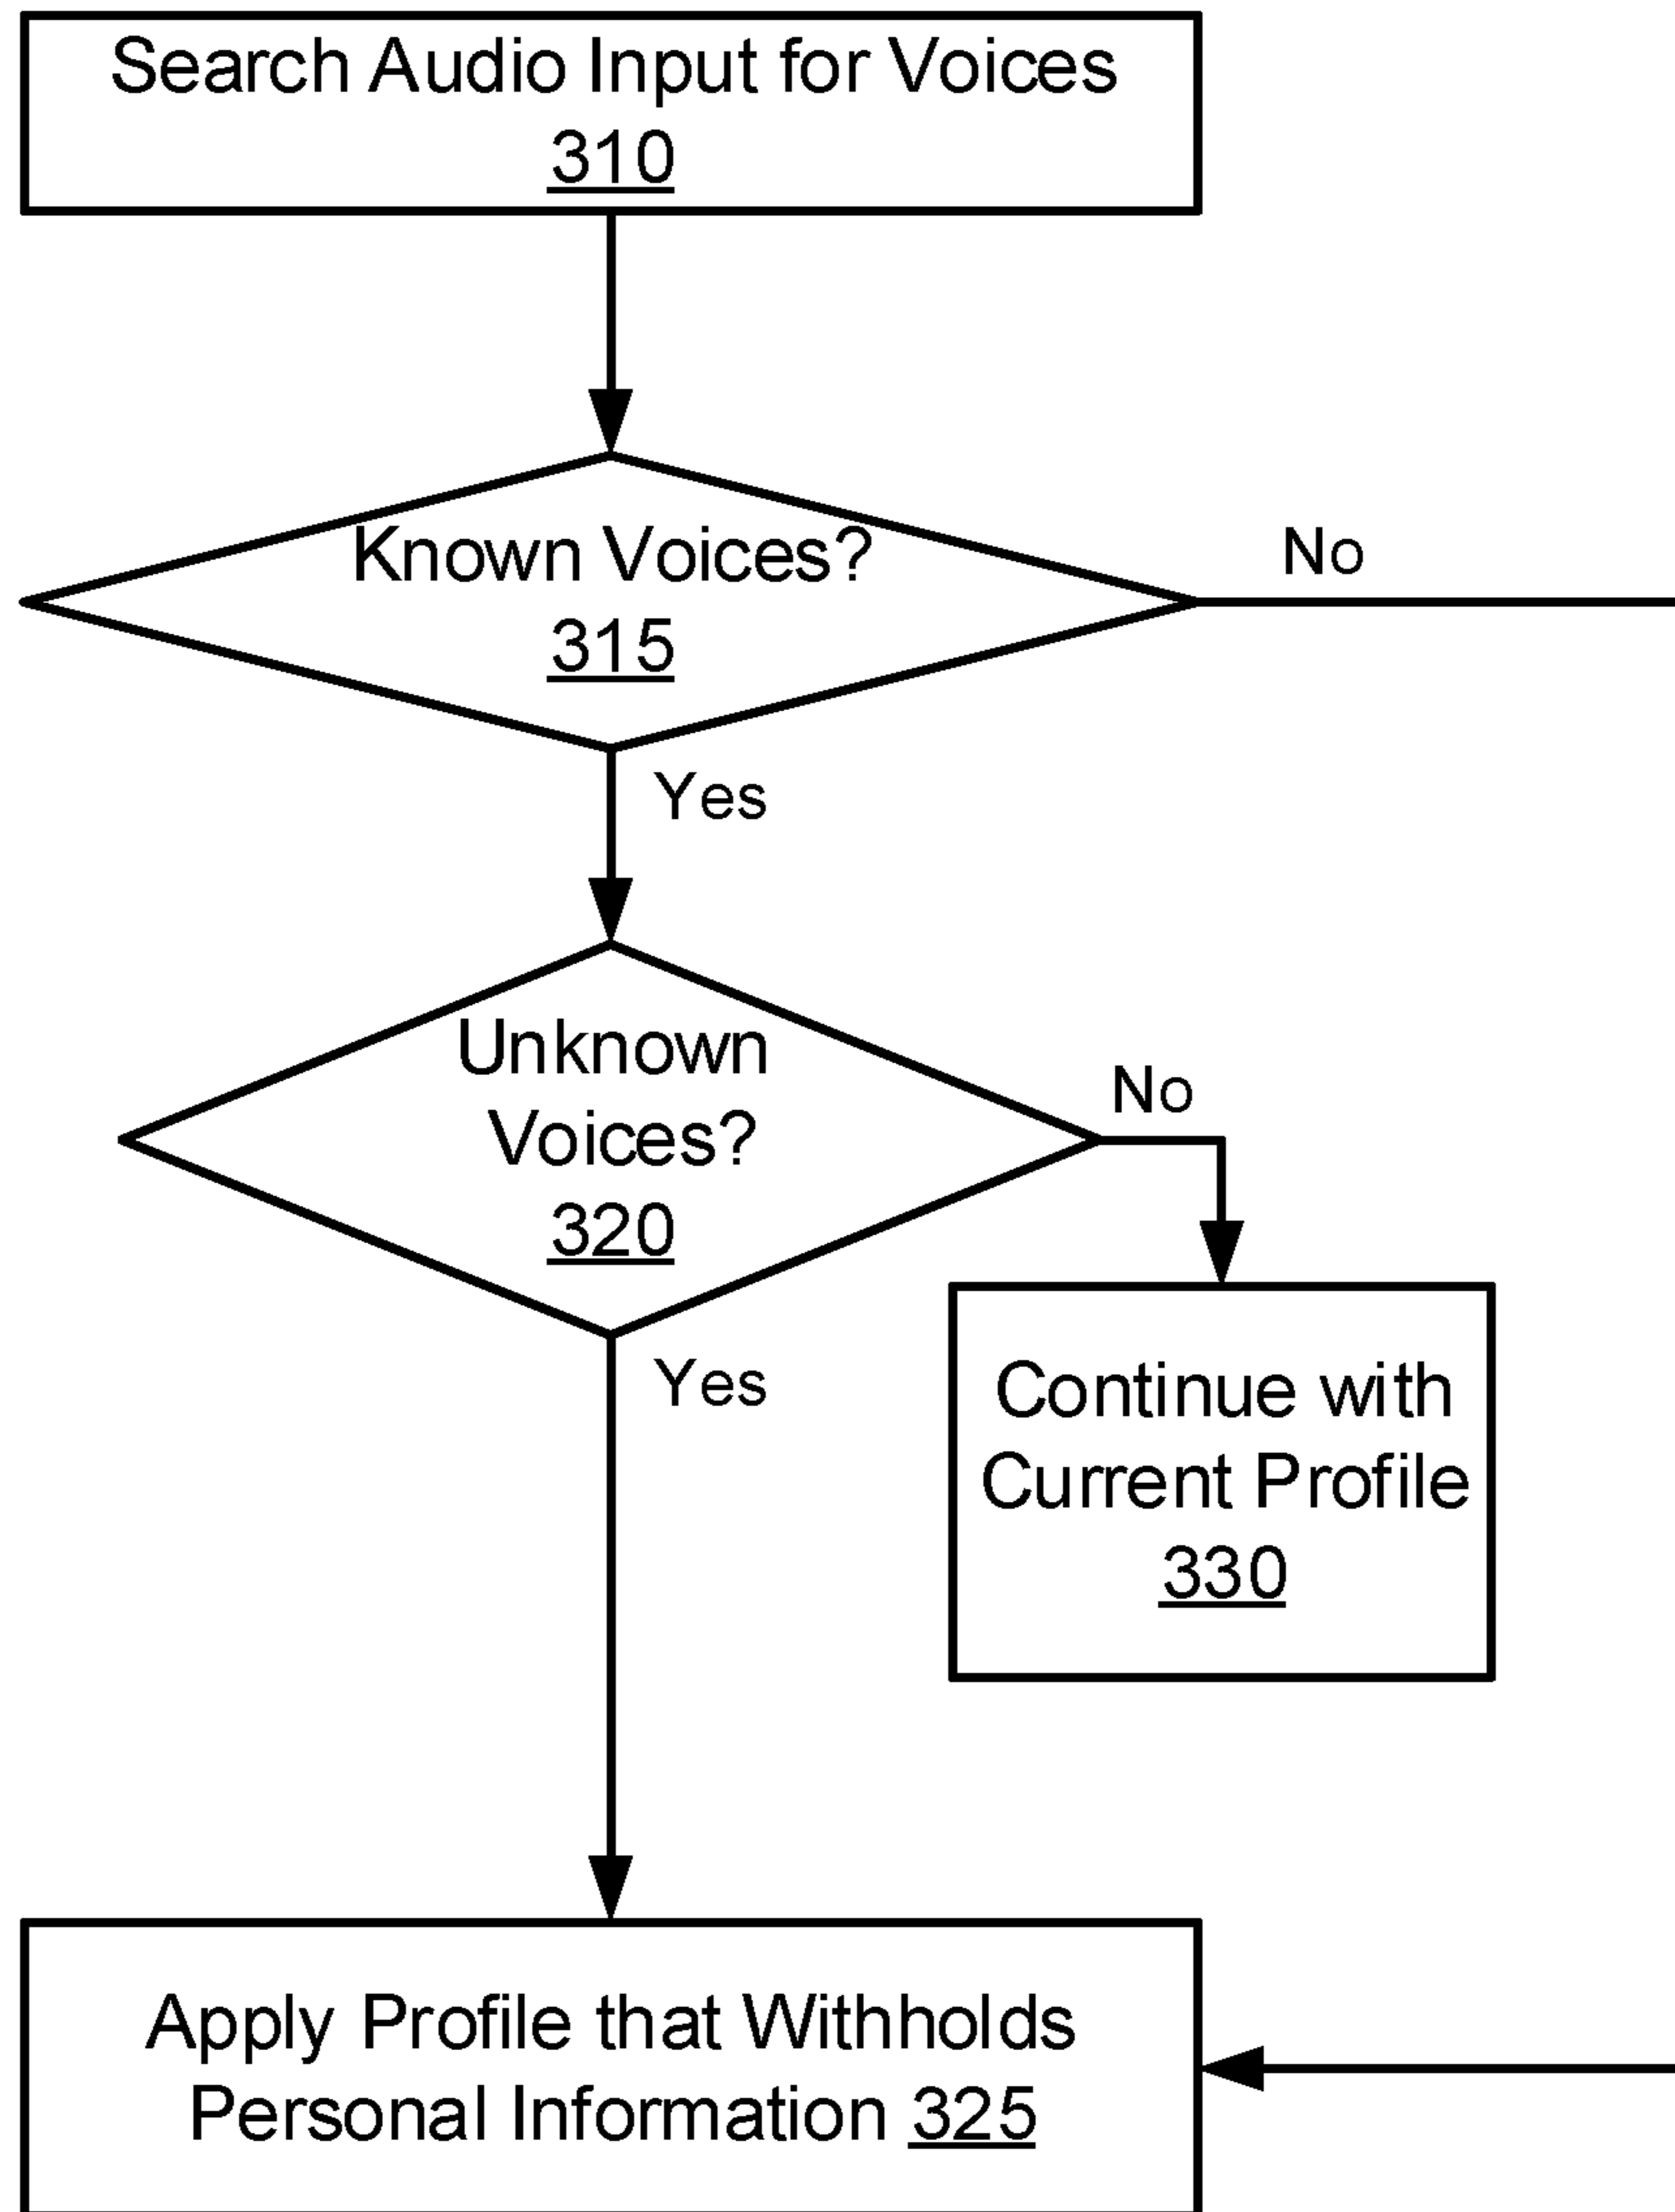 Search Audio Input for Voices
310
Known Voices?
315
No
Yes
Unknown
Voices?
320
No
Yes
Continue with
Current Profile
330
Apply Profile that Withholds
Personal Information 325